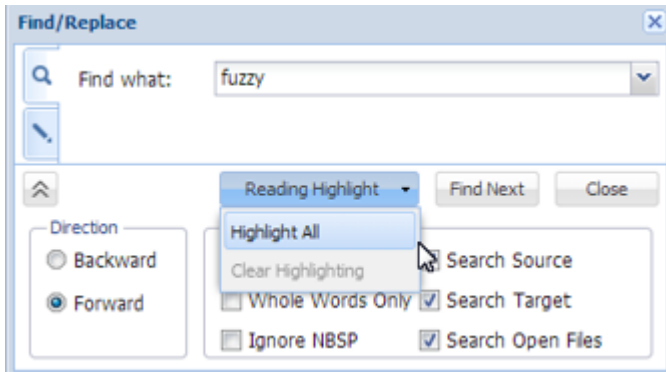 Find/Replace
Find what: fuzzy
Reading Highlight Find Next Close
Direction
Highlight All
Backward
Search Source
Clear Highlighting
Forward
Whole Words Only
Search Target
Ignore NBSP
Search Open Files